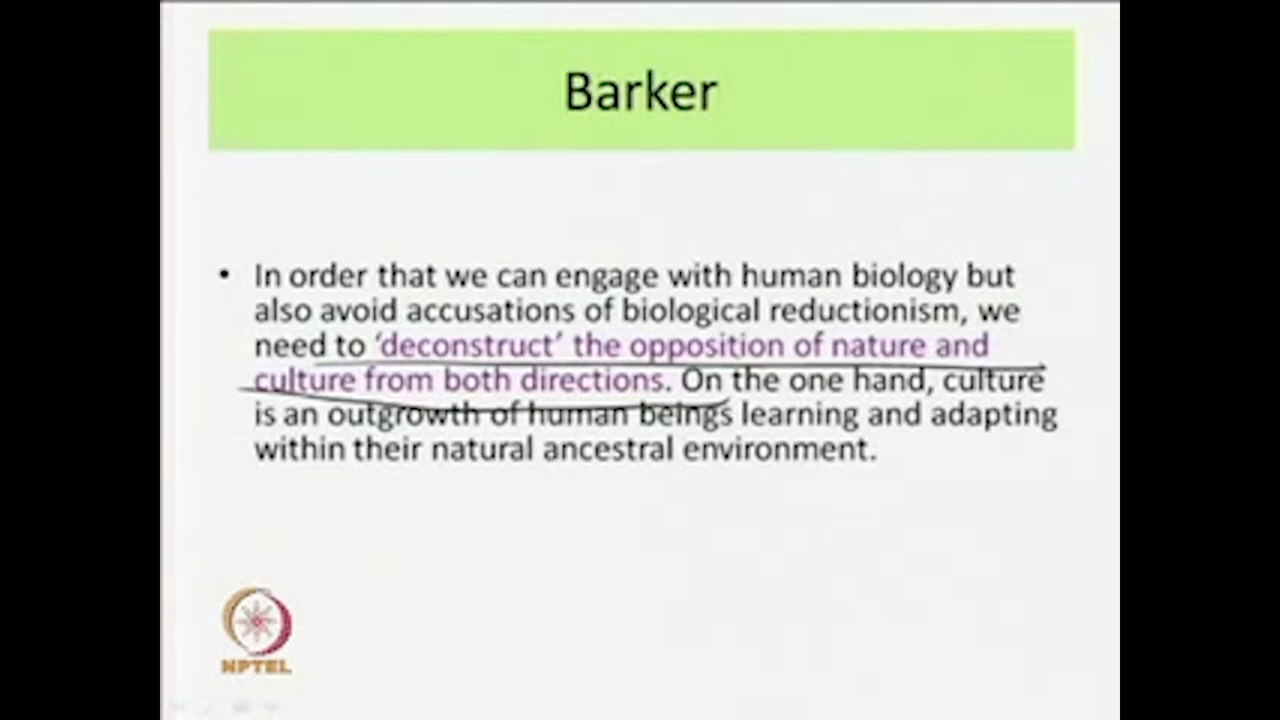 Barker
• In order that we can engage with human biology but
also avoid accusations of biological reductionism, we
need to ‘deconstruct’ the opposition of nature and
culture from both directions. On the one hand, culture
is an outgrowth of human beings learning and adapting
within their natural ancestral environment.
NPTEL